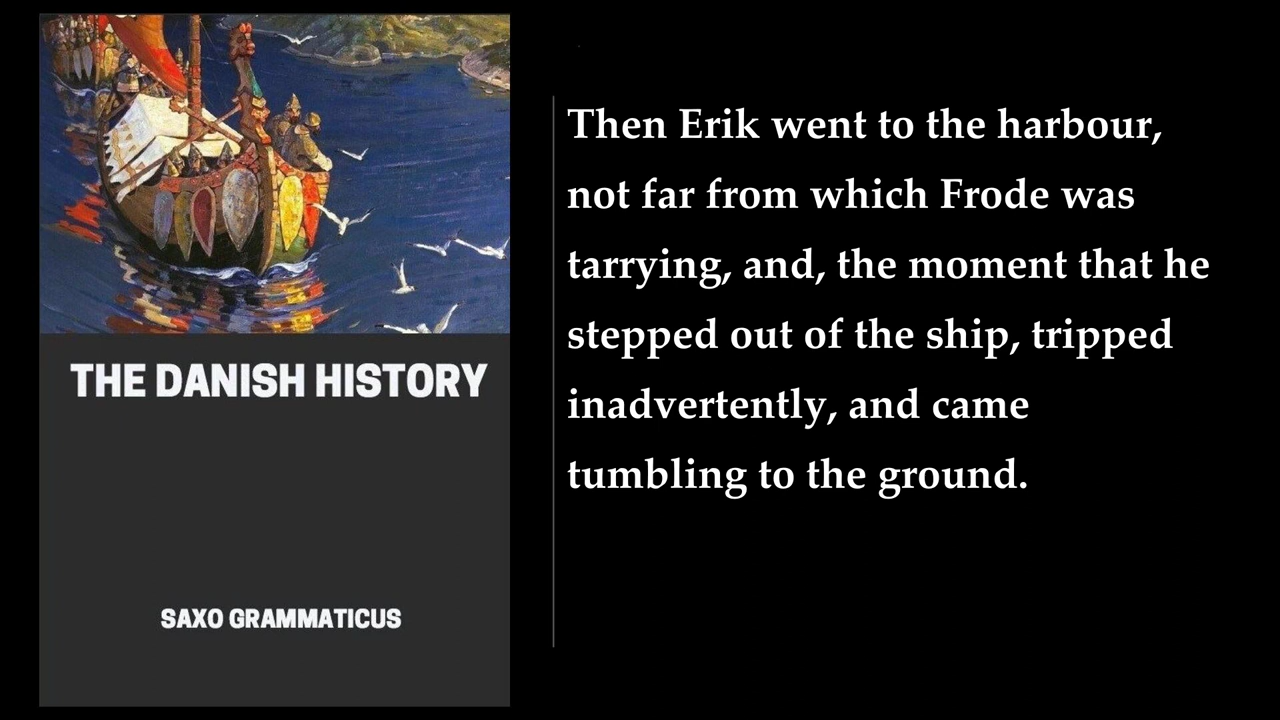 THE DANISH HISTORY
SAXO GRAMMATICUS
Then Erik went to the harbour,
not far from which Frode was
tarrying, and, the moment that he
stepped out of the ship, tripped
inadvertently, and came
tumbling to the ground.